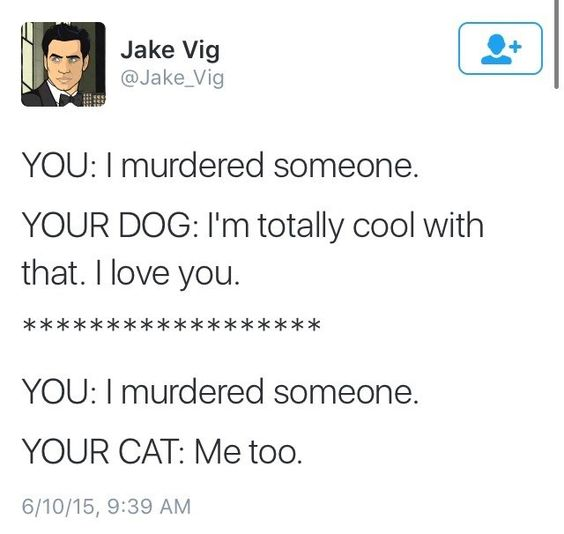 Jake Vig
@Jake_Vig
YOU: I murdered someone.
YOUR DOG: I'm totally cool with
that. I love you.
******************
YOU: I murdered someone.
YOUR CAT: Me too.
6/10/15, 9:39 AM